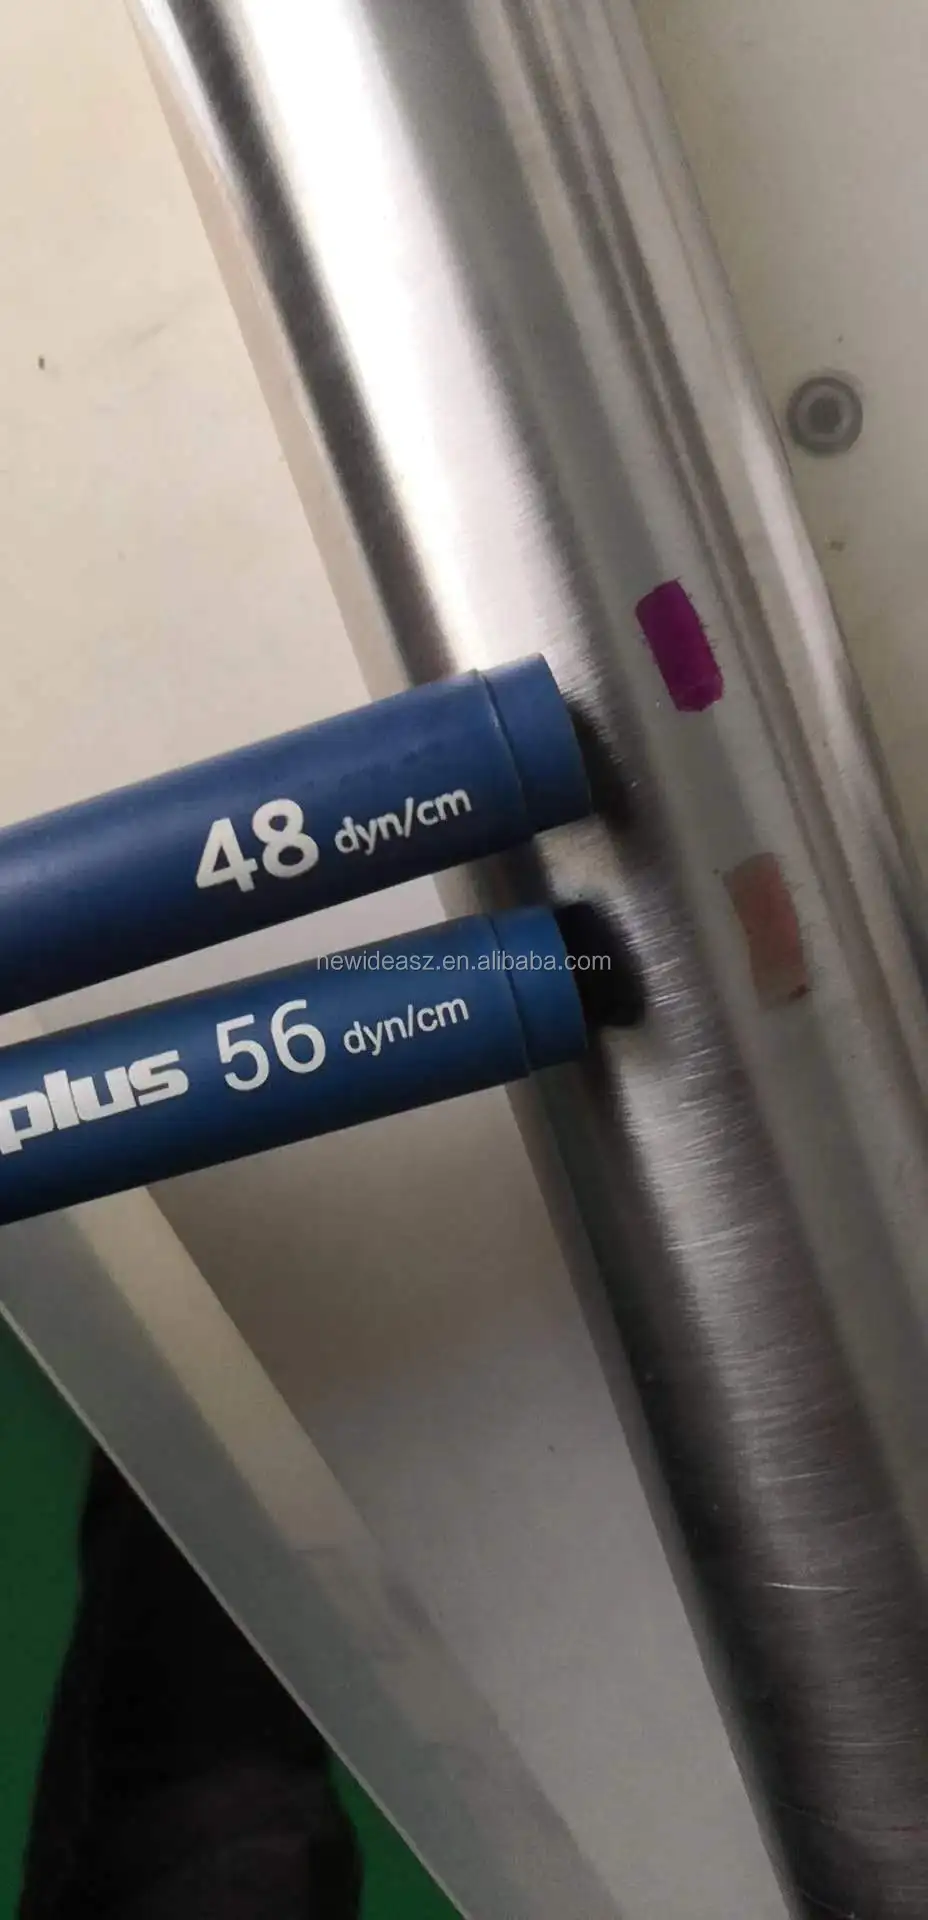 48 dyn/cm
newideasz.en.alibaba.com
plus 56 dyn/cm